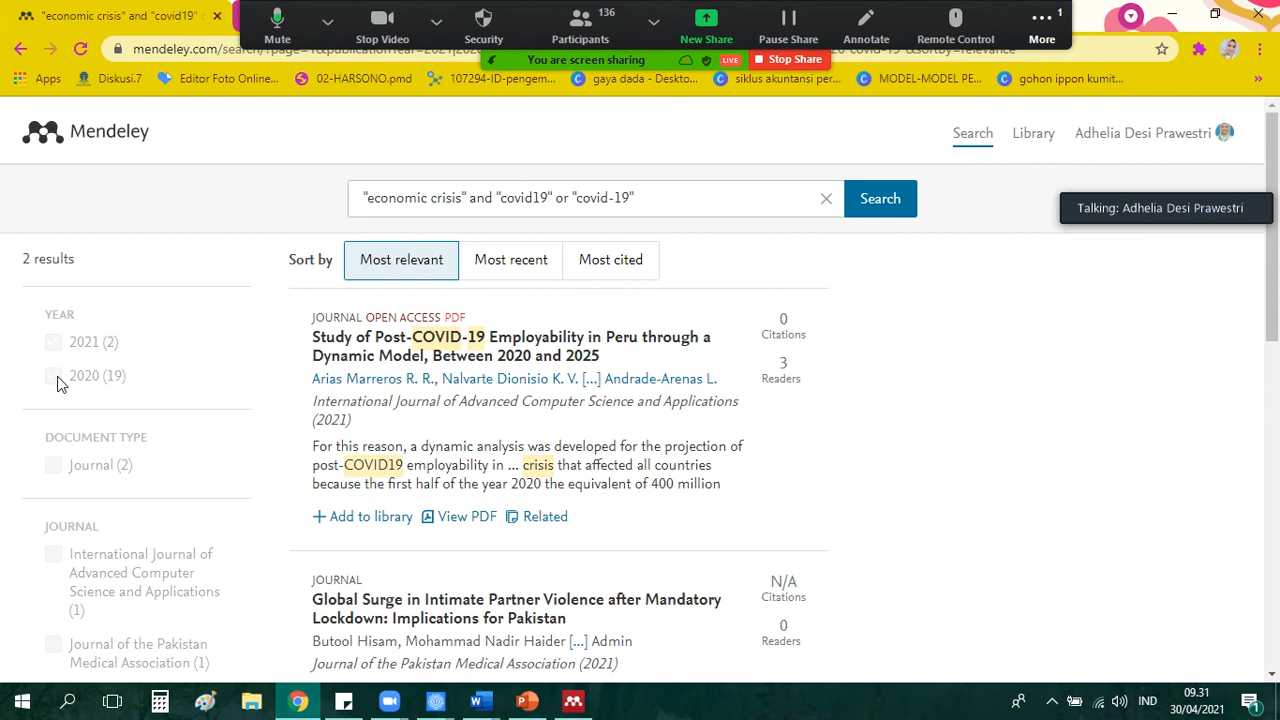 "economic crisis" and "covid19" o
Mute
Stop Video
Security
136
Participants
New Share
Pause Share
Annotate
Remote Control
1
More
mendeley.com/search/?page=1&publicationYear=2021
sortby=relevance
You are screen sharing
LIVE
Stop Share
Apps
Diskusi.7
Editor Foto Online...
02-HARSONO.pmd
107294-ID-pengem...
gaya dada - Deskto...
siklus akuntansi per...
MODEL-MODEL PE...
gohon ippon kumit...
»
Mendeley
Search
Library
Adhelia Desi Prawestri
"economic crisis" and "covid19" or "covid-19"
Search
Talking: Adhelia Desi Prawestri
2 results
Sort by
Most relevant
Most recent
Most cited
YEAR
2021 (2)
2020 (19)
DOCUMENT TYPE
Journal (2)
JOURNAL
International Journal of
Advanced Computer
Science and Applications
(1)
Journal of the Pakistan
Medical Association (1)
JOURNAL OPEN ACCESS PDF
Study of Post-COVID-19 Employability in Peru through a
Dynamic Model, Between 2020 and 2025
Arias Marreros R. R., Nalvarte Dionisio K. V. [...] Andrade-Arenas L.
International Journal of Advanced Computer Science and Applications
(2021)
For this reason, a dynamic analysis was developed for the projection of
post-COVID19 employability in ... crisis that affected all countries
because the first half of the year 2020 the equivalent of 400 million
Add to library
View PDF
Related
0
Citations
3
Readers
JOURNAL
Global Surge in Intimate Partner Violence after Mandatory
Lockdown: Implications for Pakistan
Butool Hisam, Mohammad Nadir Haider [...] Admin
Journal of the Pakistan Medical Association (2021)
N/A
Citations
0
Readers
IND
09.31
30/04/2021
1